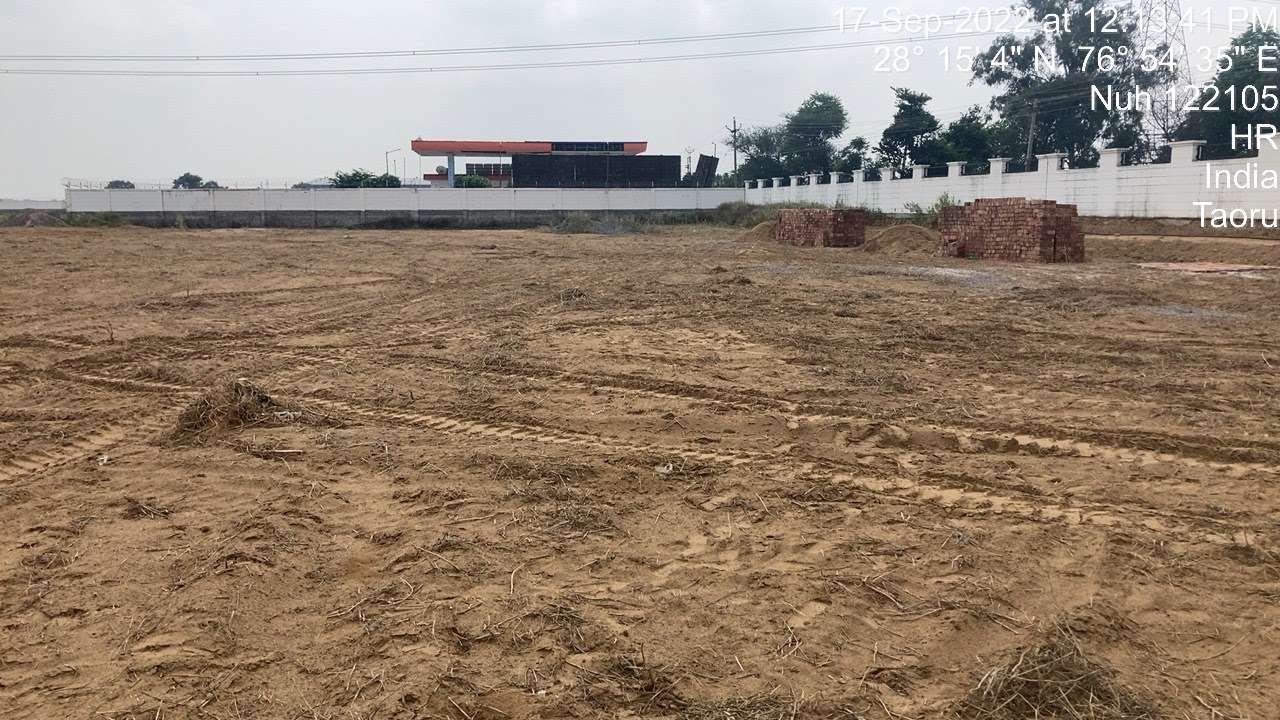 17-Sep-2022 at 12:13:41 PM
28° 15' 4" N, 76° 54' 35" E
Nuh 122105
HR
India
Taoru